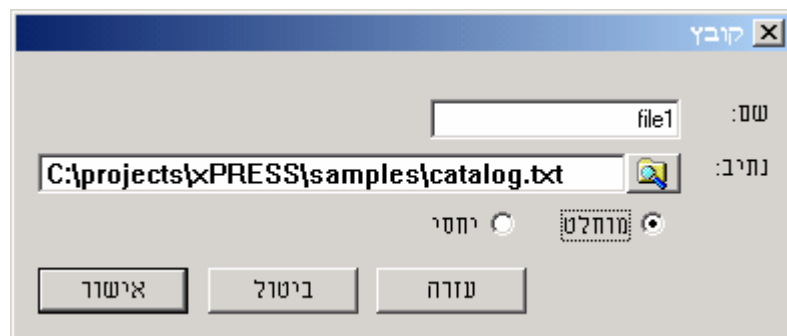 קובץ
שם: file1
נתיב: C:\projects\xPRESS\samples\catalog.txt
מוחלט יחסי
עזרה ביטול אישור